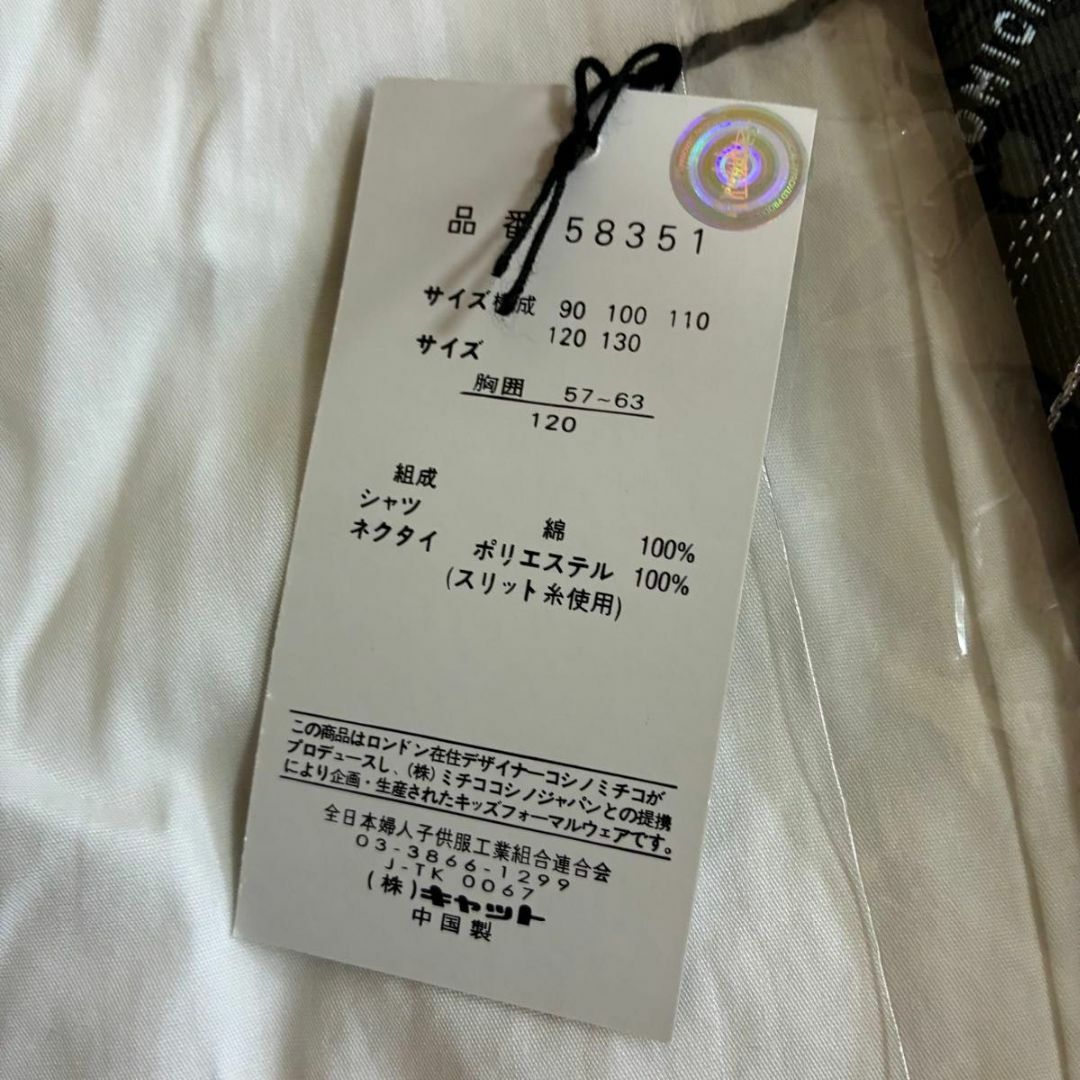 品番 58351
サイズ構成 90 100 110
120 130
サイズ
胸囲 57~63
120
組成
シャツ 綿 100%
ネクタイ ポリエステル 100%
(スリット糸使用)
この商品はロンドン在住デザイナーコシノミチコが
プロデュースし、(株)ミチココシノジャパンとの提携
により企画・生産されたキッズフォーマルウェアです。
全日本婦人子供服工業組合連合会
03-3866-1299
J-TK 0067
(株)キャット
中国製